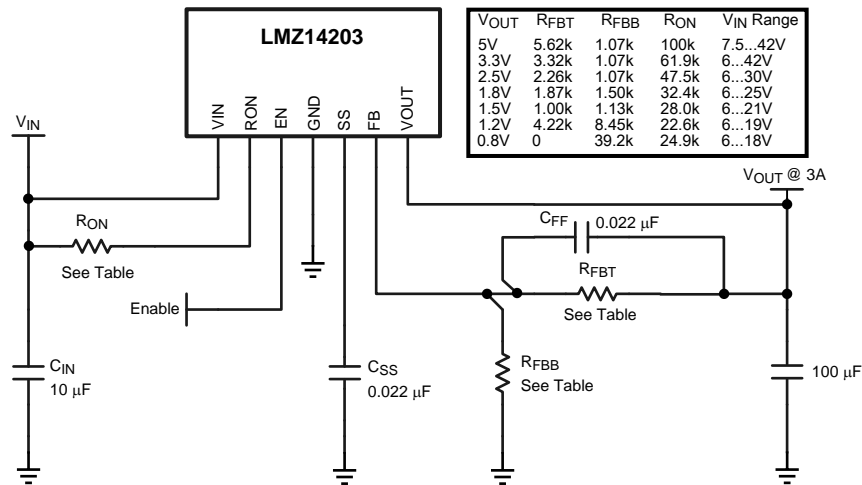 LMZ14203
VIN
RON
EN
GND
SS
FB
VOUT
VOUT RFBT RFBB RON VIN Range
5V 5.62k 1.07k 100k 7.5...42V
3.3V 3.32k 1.07k 61.9k 6...42V
2.5V 2.26k 1.07k 47.5k 6...30V
1.8V 1.87k 1.50k 32.4k 6...25V
1.5V 1.00k 1.13k 28.0k 6...21V
1.2V 4.22k 8.45k 22.6k 6...19V
0.8V 0 39.2k 24.9k 6...18V
VIN
VOUT @ 3A
RON
See Table
CFF 0.022 μF
RFBT
See Table
Enable
CIN
10 μF
CSS
0.022 μF
RFBB
See Table
100 μF